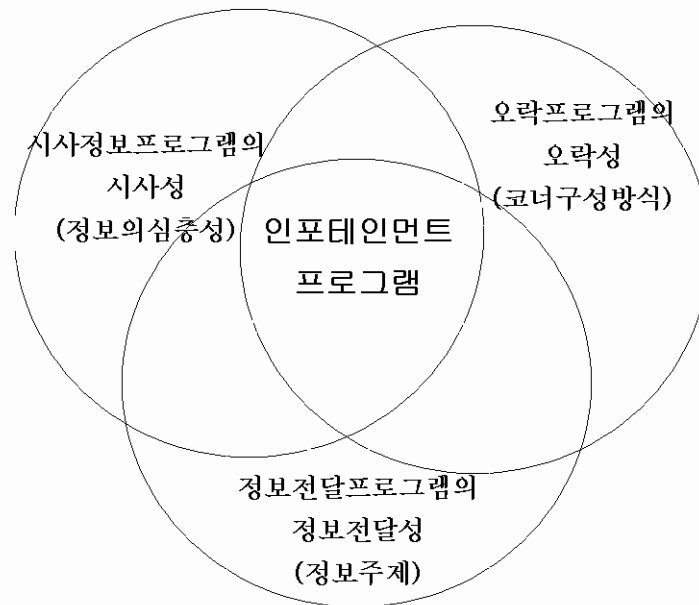 시사정보프로그램의
시사성
(정보의심층성)
오락프로그램의
오락성
(코너구성방식)
인포테인먼트
프로그램
정보전달프로그램의
정보전달성
(정보주제)